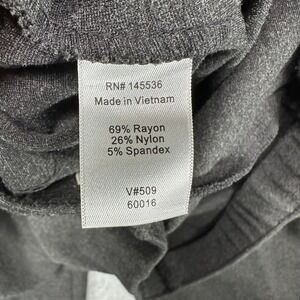 RN# 145536
Made in Vietnam
69% Rayon
26% Nylon
5% Spandex
V#509
60016